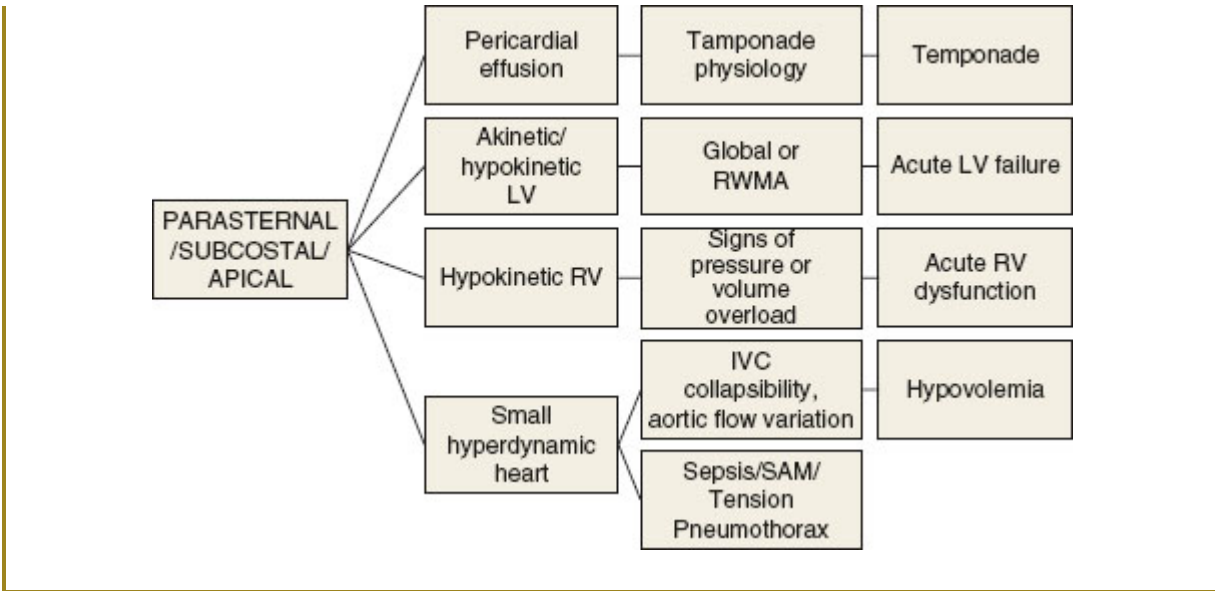 PARASTERNAL
/SUBCOSTAL/
APICAL
Pericardial
effusion
Tamponade
physiology
Temponade
Akinetic/
hypokinetic
LV
Global or
RWMA
Acute LV failure
Hypokinetic RV
Signs of
pressure or
volume
overload
Acute RV
dysfunction
Small
hyperdynamic
heart
IVC
collapsibility,
aortic flow variation
Hypovolemia
Sepsis/SAM/
Tension
Pneumothorax